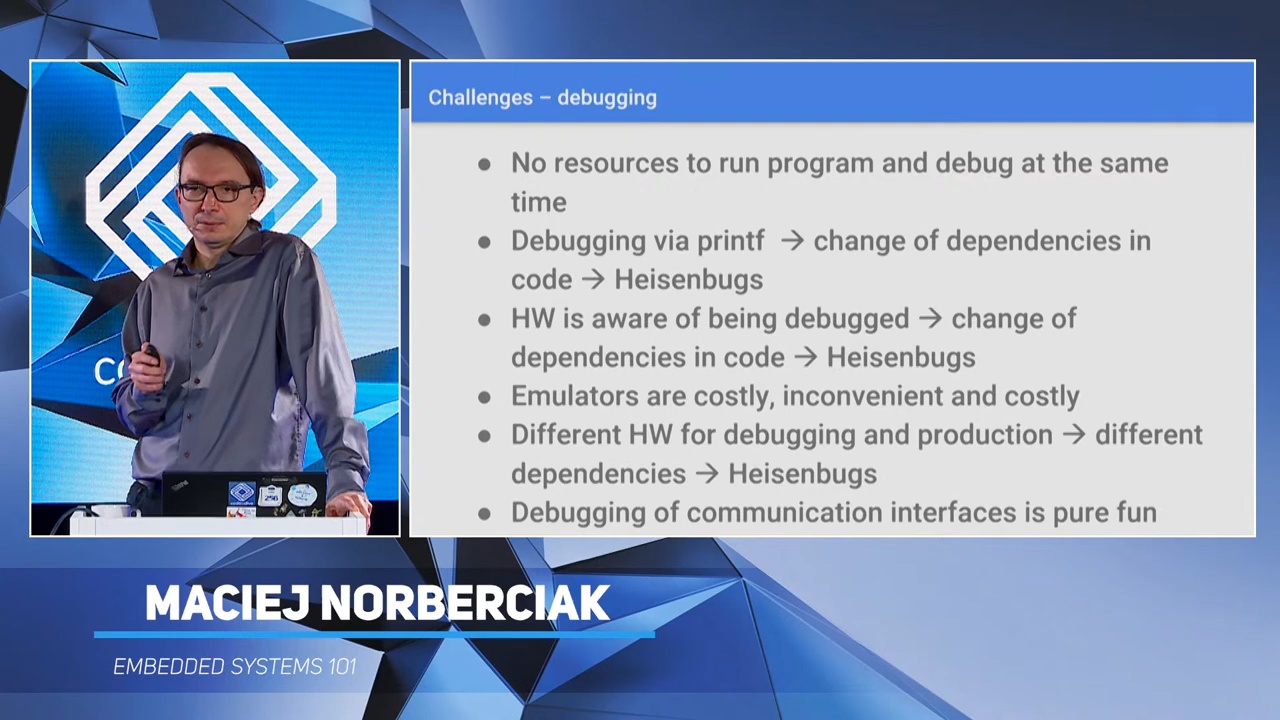 Challenges – debugging
● No resources to run program and debug at the same
time
● Debugging via printf → change of dependencies in
code → Heisenbugs
● HW is aware of being debugged → change of
dependencies in code → Heisenbugs
● Emulators are costly, inconvenient and costly
● Different HW for debugging and production → different
dependencies → Heisenbugs
● Debugging of communication interfaces is pure fun
MACIEJ NORBERCIAK
EMBEDDED SYSTEMS 101